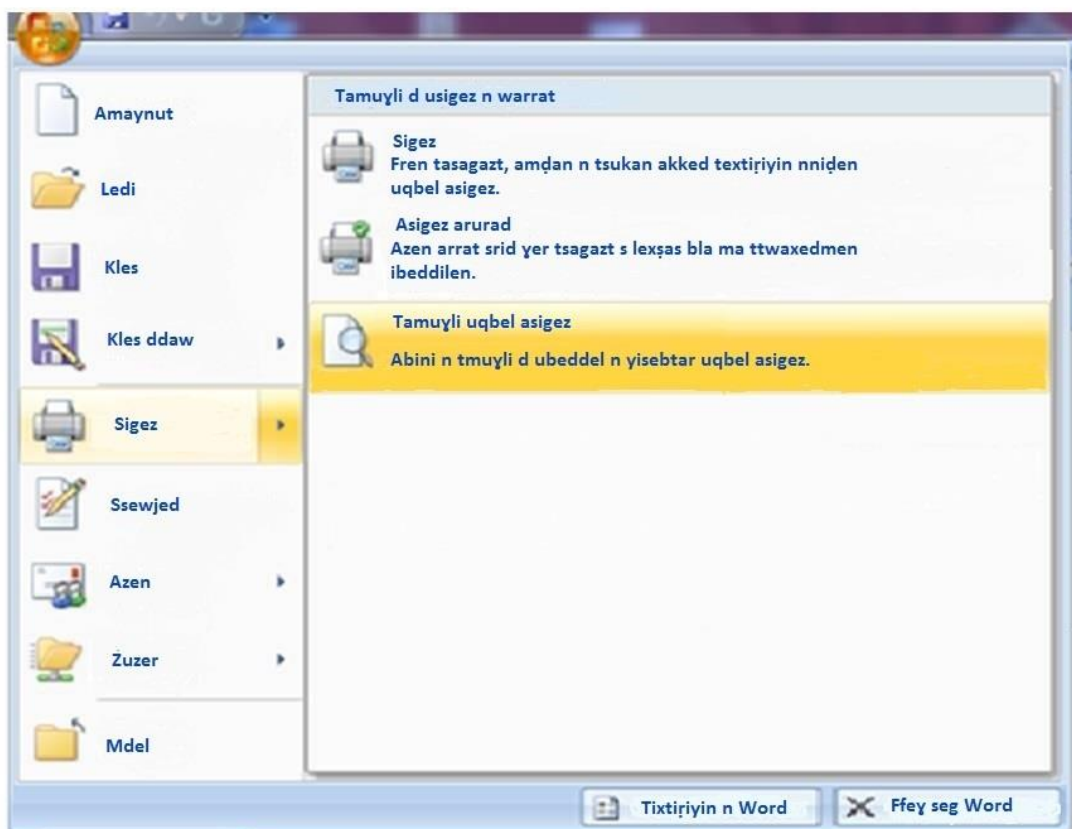 Amaynut
Ledi
Kles
Kles ddaw
Sigez
Ssewjed
Azen
Żuzer
Mdel
Tamuɣli d usigez n warrat
Sigez
Fren tasagazt, amḍan n tsukan akked textiṛiyin nniḍen
uqbel asigez.
Asigez arurad
Azen arrat srid ɣer tsagazt s lexṣas bla ma ttwaxedmen
ibeddilen.
Tamuɣli uqbel asigez
Abini n tmuɣli d ubeddel n yisebtar uqbel asigez.
Tixtiṛiyin n Word
Ffeɣ seg Word